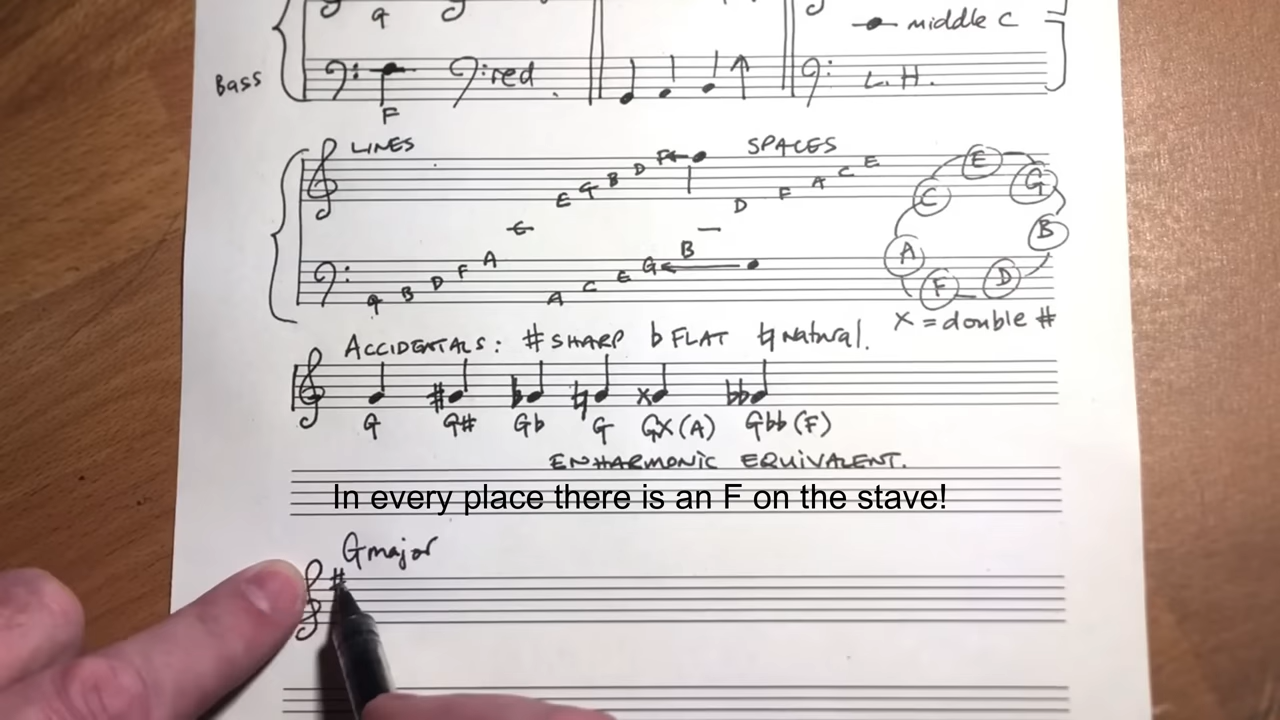 middle C
Bass
red
L.H.
F
LINES
SPACES
E G B D F
D F A C E
C
E
G
B
D
F
A
G B D F A
A C E G B
x = double #
ACCIDENTALS: # SHARP b FLAT ♮ Natural.
G G# Gb G Gx(A) Gbb(F)
ENHARMONIC EQUIVALENT.
In every place there is an F on the stave!
G major